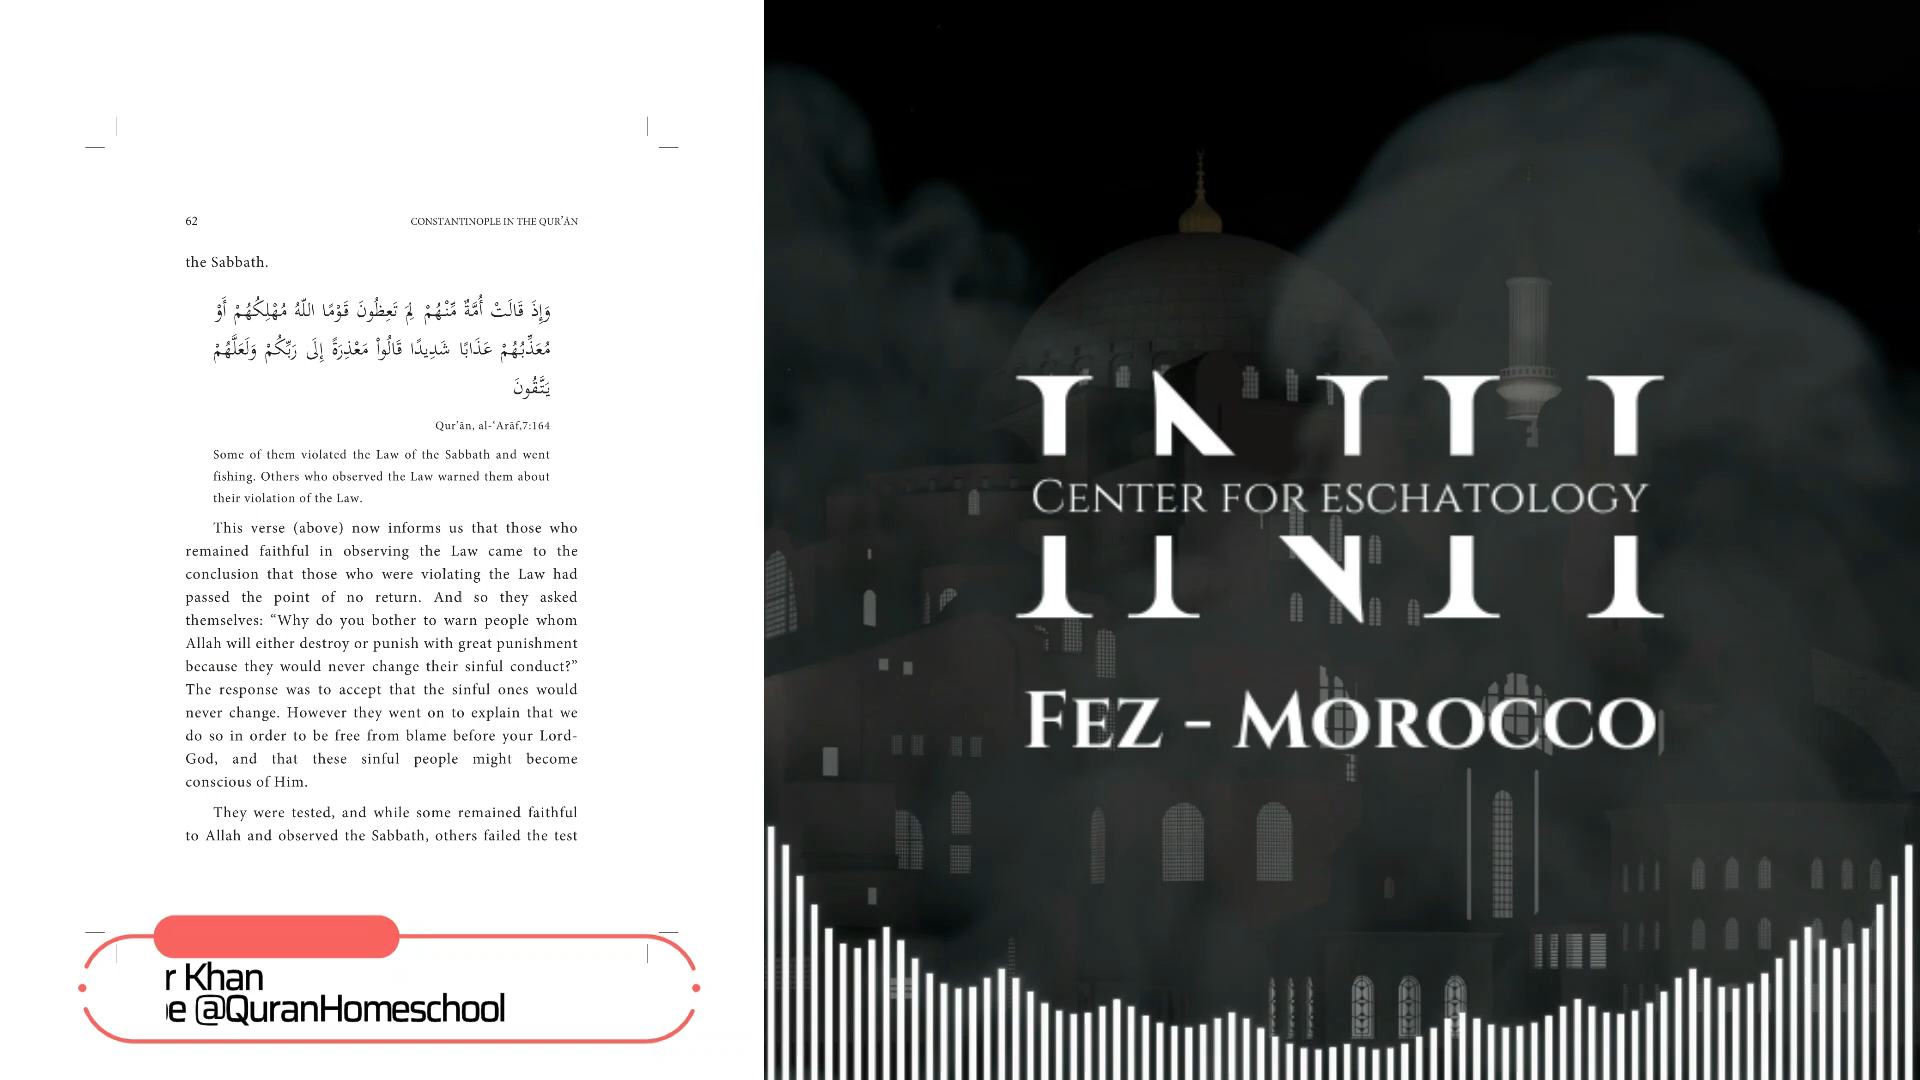 62 CONSTANTINOPLE IN THE QUR’ĀN
the Sabbath.
وَإِذَ قَالَتْ أُمَّةٌ مِّنْهُمْ لِمَ تَعِظُونَ قَوْمًا اللّهُ مُهْلِكُهُمْ أَوْ
مُعَذِّبُهُمْ عَذَابًا شَدِيدًا قَالُواْ مَعْذِرَةً إِلَى رَبِّكُمْ وَلَعَلَّهُمْ
يَتَّقُونَ
Qur’ān, al-‘Arāf,7:164
Some of them violated the Law of the Sabbath and went
fishing. Others who observed the Law warned them about
their violation of the Law.
This verse (above) now informs us that those who
remained faithful in observing the Law came to the
conclusion that those who were violating the Law had
passed the point of no return. And so they asked
themselves: “Why do you bother to warn people whom
Allah will either destroy or punish with great punishment
because they would never change their sinful conduct?”
The response was to accept that the sinful ones would
never change. However they went on to explain that we
do so in order to be free from blame before your Lord-
God, and that these sinful people might become
conscious of Him.
They were tested, and while some remained faithful
to Allah and observed the Sabbath, others failed the test
r Khan
e @QuranHomeschool
CENTER FOR ESCHATOLOGY
FEZ - MOROCCO